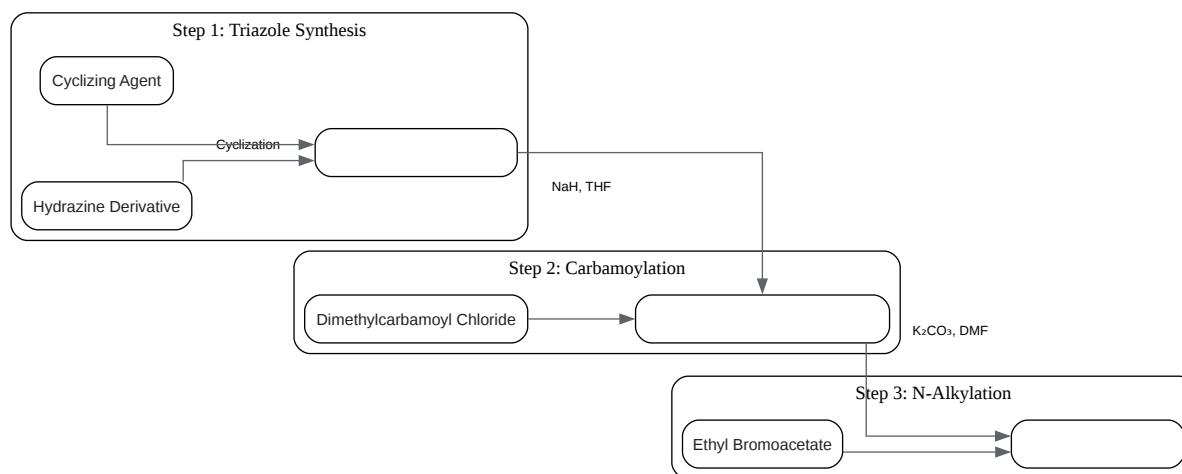 Step 1: Triazole Synthesis
Cyclizing Agent
Cyclization
Hydrazine Derivative
NaH, THF
Step 2: Carbamoylation
Dimethylcarbamoyl Chloride
K₂CO₃, DMF
Step 3: N-Alkylation
Ethyl Bromoacetate